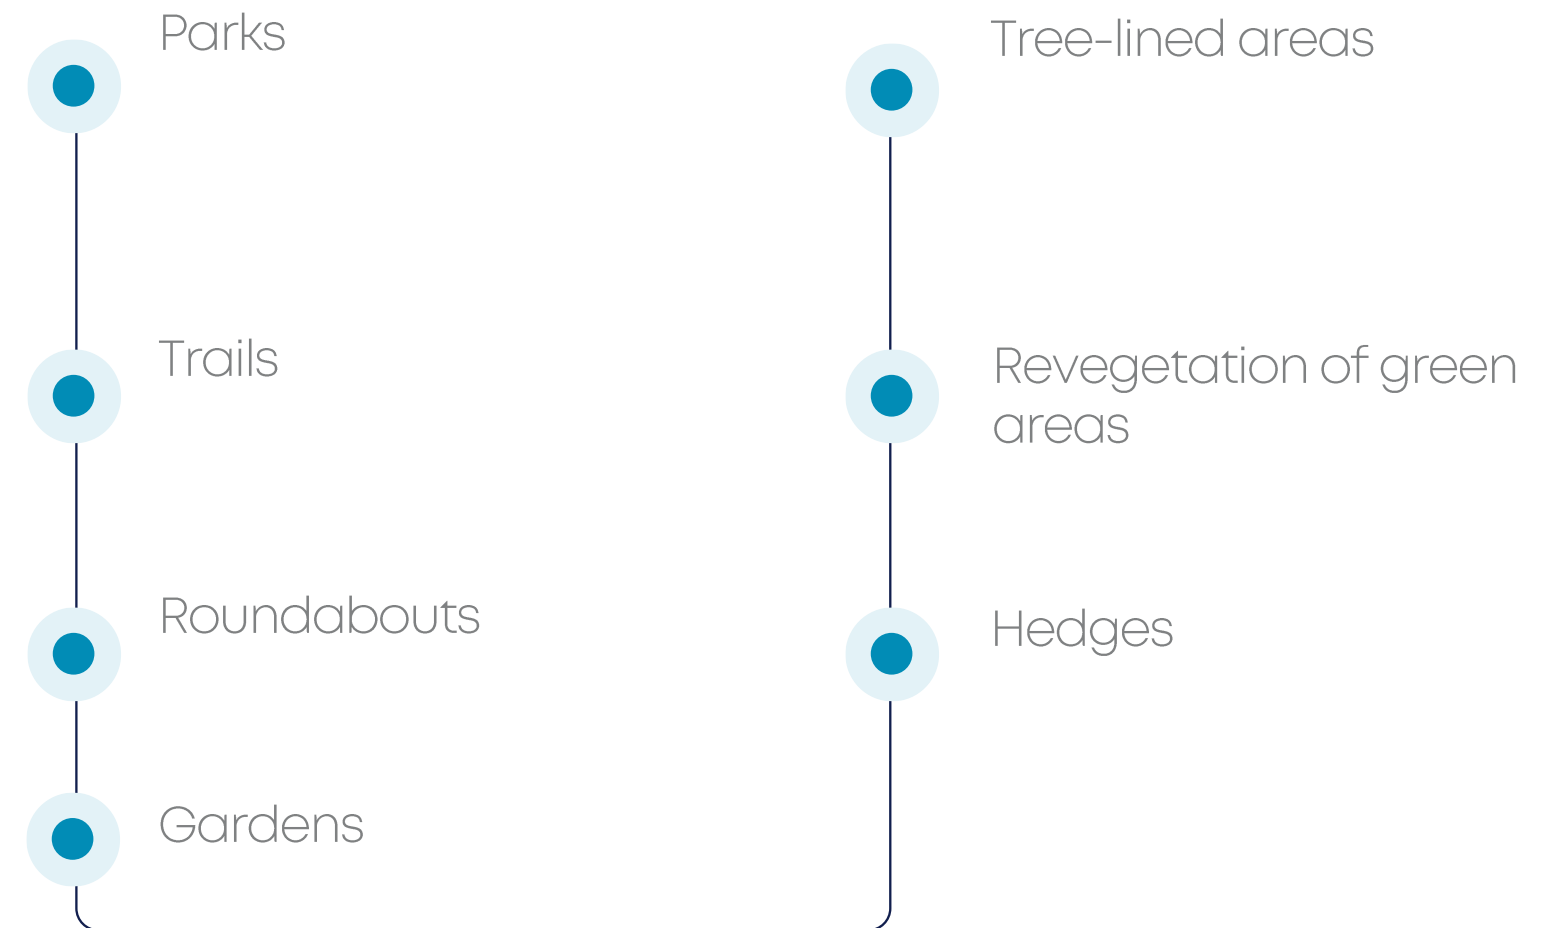 Parks
Trails
Roundabouts
Gardens
Tree-lined areas
Revegetation of green
areas
Hedges